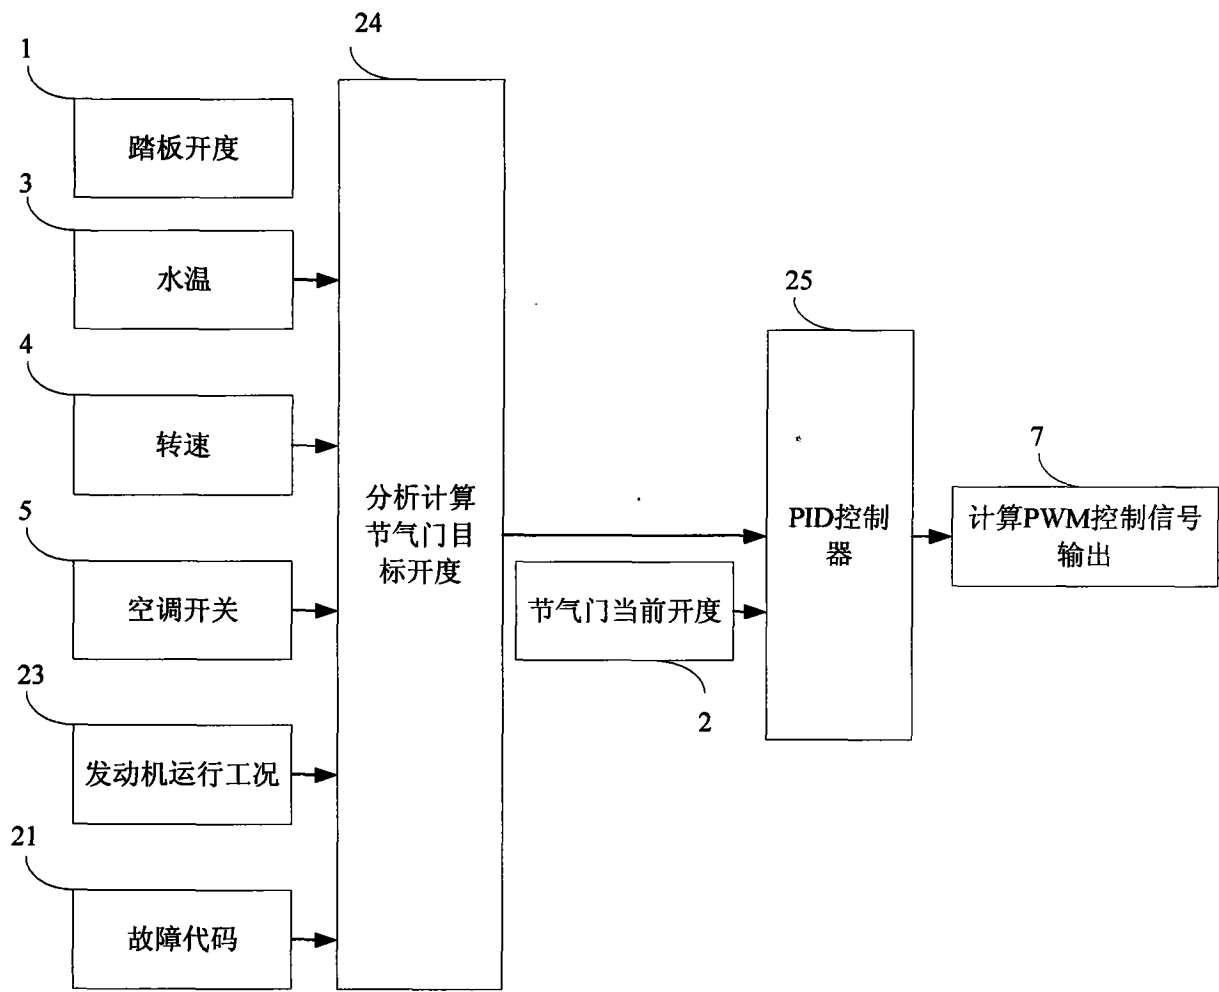 1
踏板开度
3
水温
4
转速
5
空调开关
23
发动机运行工况
21
故障代码
24
分析计算
节气门目
标开度
节气门当前开度
2
25
PID控制
器
7
计算PWM控制信号
输出